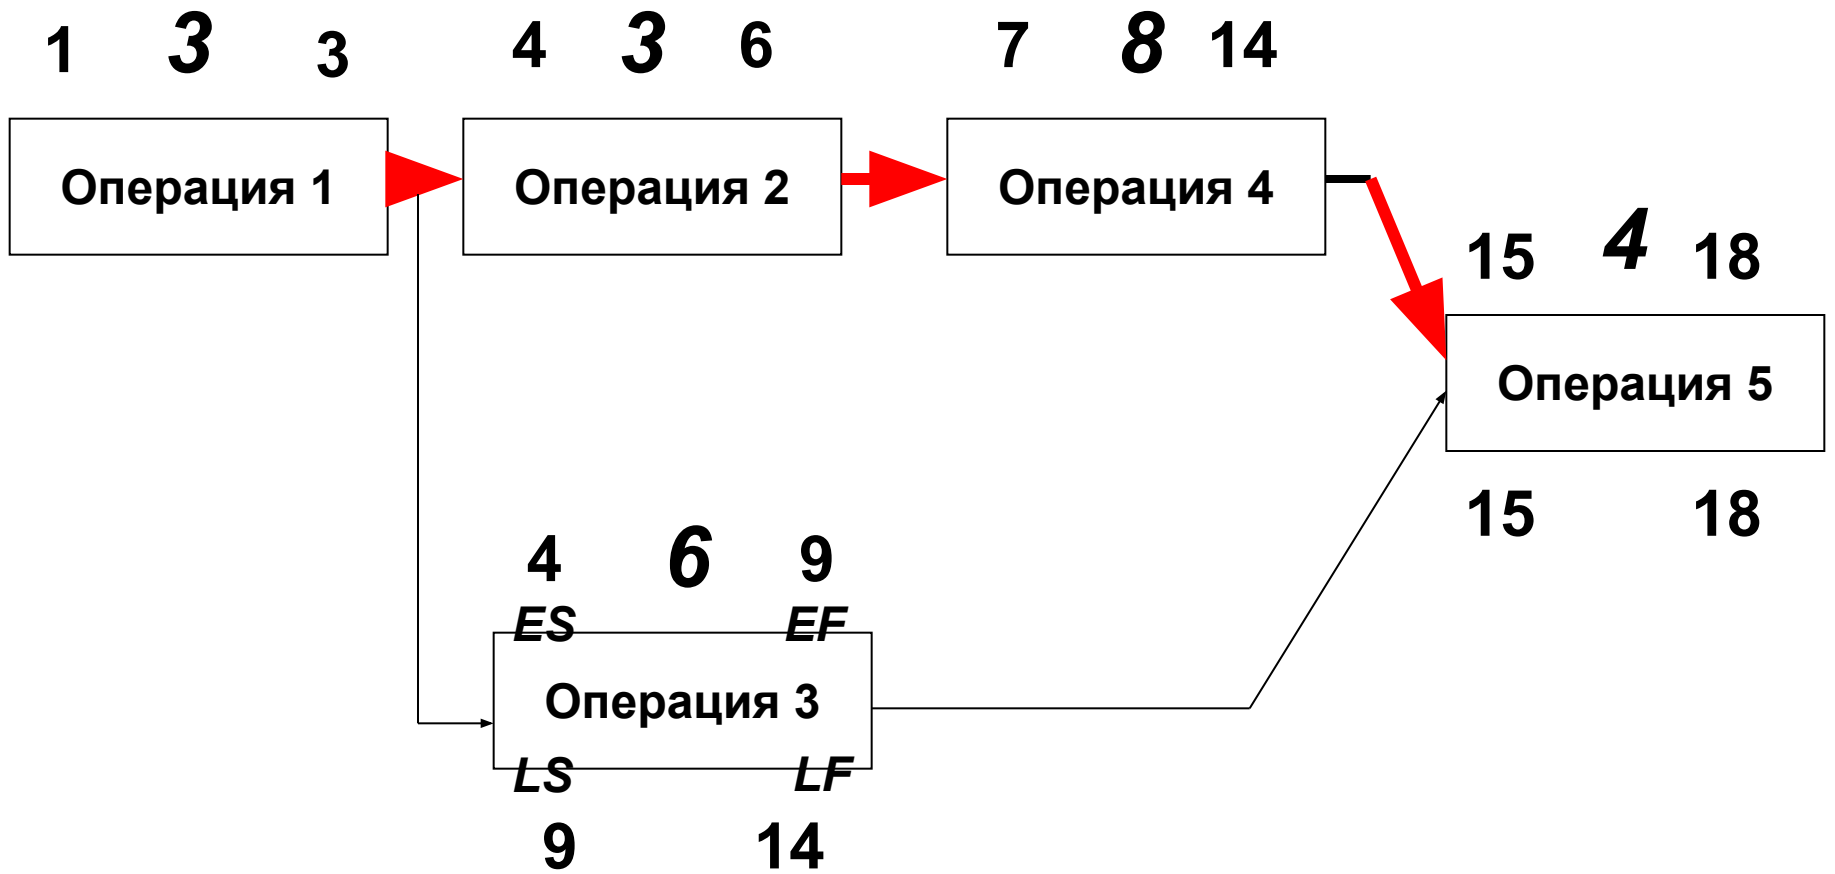 1 3 3
4 3 6
7 8 14
Операция 1
Операция 2
Операция 4
15 4 18
Операция 5
15 18
4 6 9
ES EF
Операция 3
LS LF
9 14